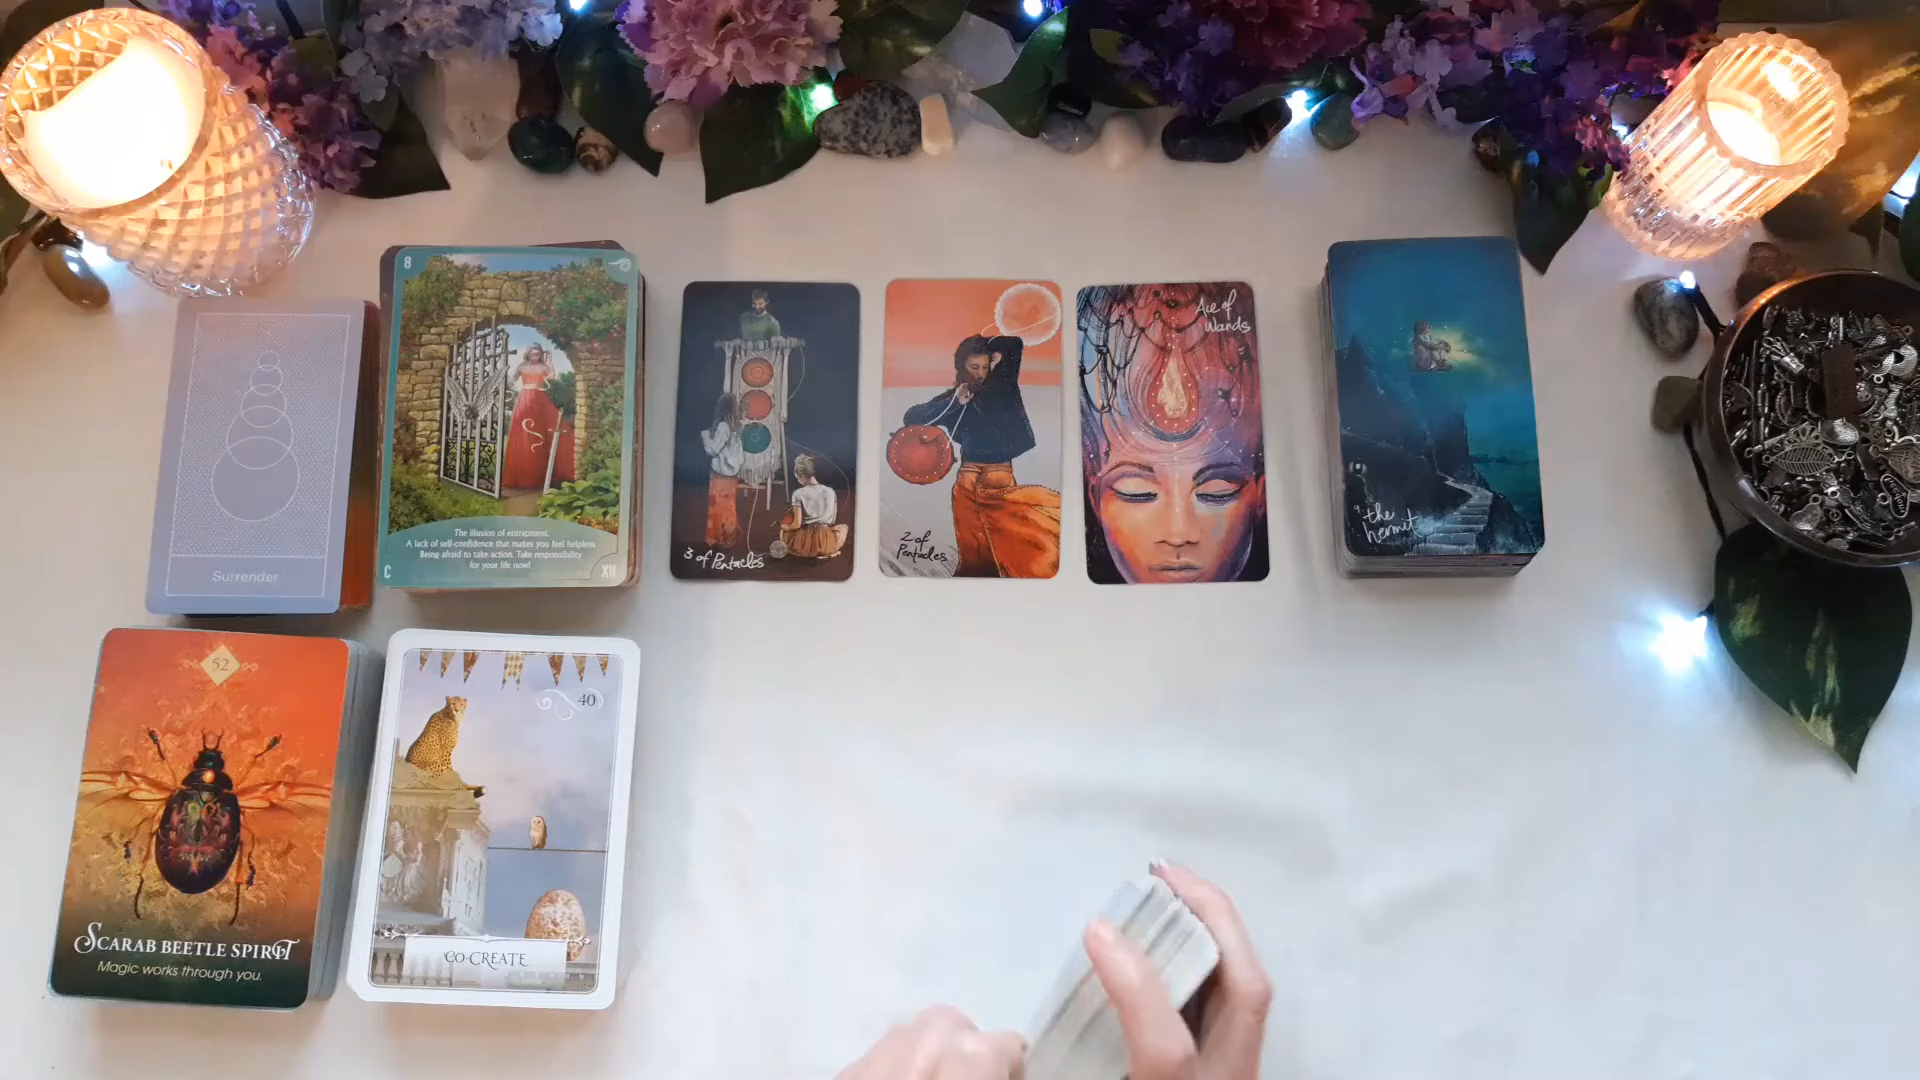 Surrender
8
The illusion of entrapment.
A lack of self-confidence that makes you feel helpless.
Being afraid to take action. Take responsibility
for your life now!
C
XII
3 of Pentacles
2 of
Pentacles
Ace of
Wands
9
the
hermit
52
SCARAB BEETLE SPIRIT
Magic works through you.
40
CO-CREATE